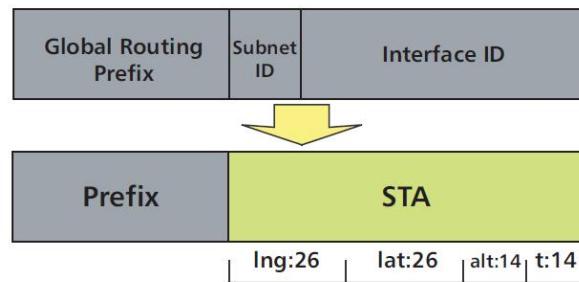 Global Routing
Prefix
Subnet
ID
Interface ID
Prefix
STA
lng:26
lat:26
alt:14
t:14